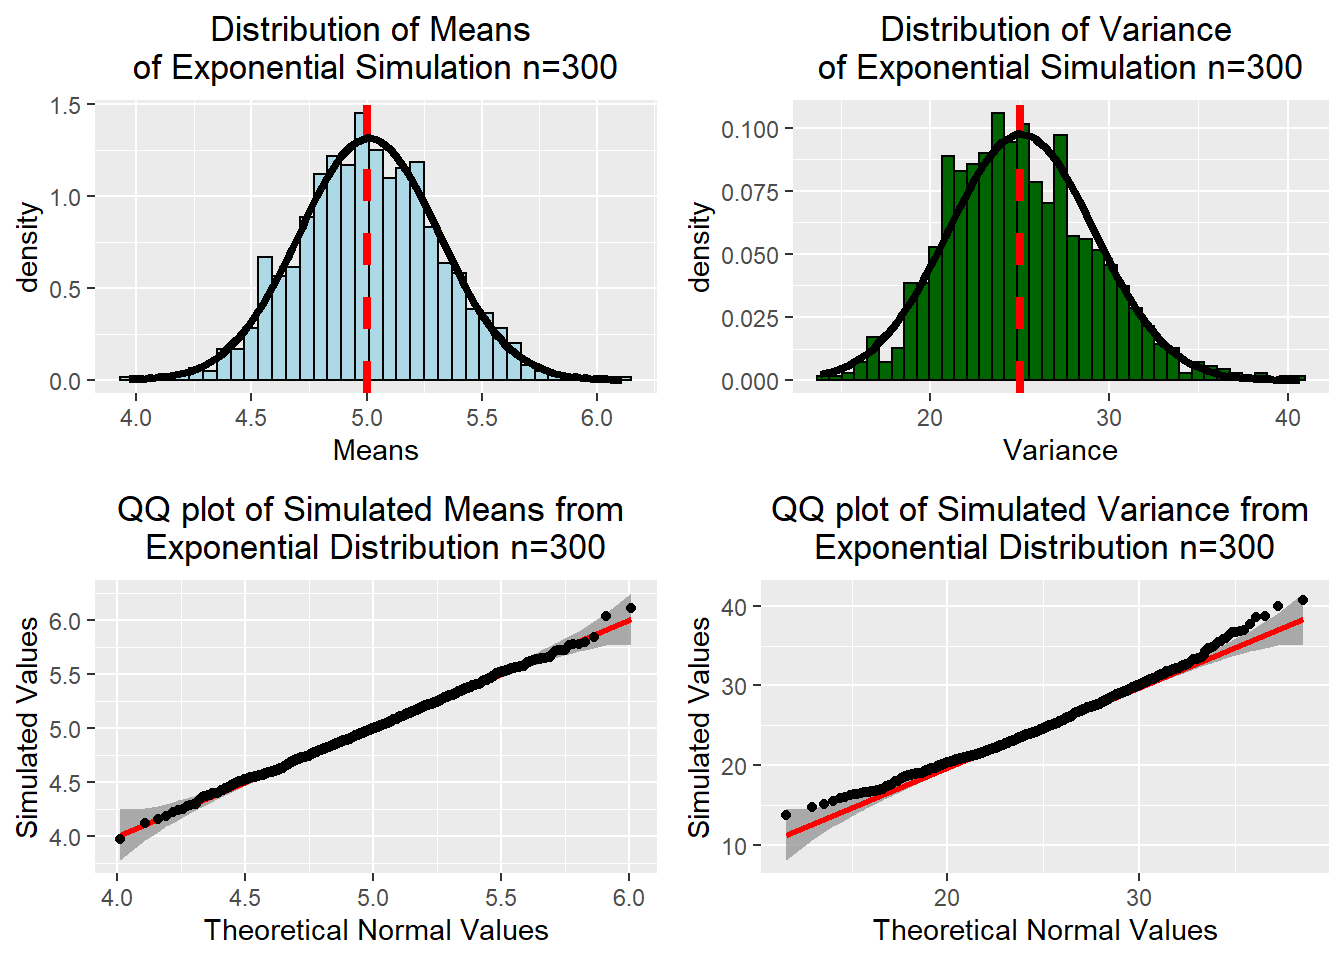 Distribution of Means
of Exponential Simulation n=300
density
1.5
1.0
0.5
0.0
4.0 4.5 5.0 5.5 6.0
Means
Distribution of Variance
of Exponential Simulation n=300
density
0.100
0.075
0.050
0.025
0.000
20 30 40
Variance
QQ plot of Simulated Means from
Exponential Distribution n=300
Simulated Values
6.0
5.5
5.0
4.5
4.0
4.0 4.5 5.0 5.5 6.0
Theoretical Normal Values
QQ plot of Simulated Variance from
Exponential Distribution n=300
Simulated Values
40
30
20
10
20 30
Theoretical Normal Values